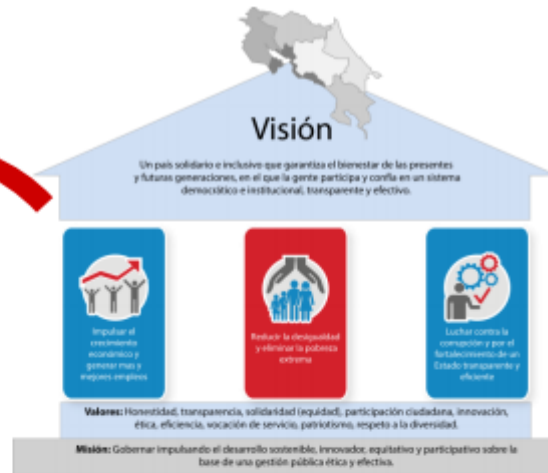 Visión
Un país solidario e inclusivo que garantiza el bienestar de las presentes
y futuras generaciones, en el que la gente participa y confía en un sistema
democrático e institucional, transparente y efectivo.
Impulsar el
crecimiento
económico y
generar mas y
mejores empleos
Reducir la desigualdad
y eliminar la pobreza
extrema
Luchar contra la
corrupción y por el
fortalecimiento de un
Estado transparente y
eficiente
Valores: Honestidad, transparencia, solidaridad (equidad), participación ciudadana, innovación,
ética, eficiencia, vocación de servicio, patriotismo, respeto a la diversidad.
Misión: Gobernar impulsando el desarrollo sostenible, innovador, equitativo y participativo sobre la
base de una gestión pública ética y efectiva.